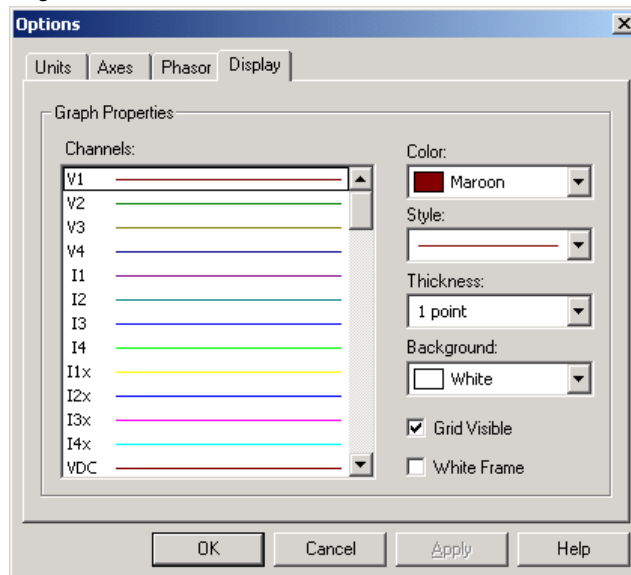 Options
Units Axes Phasor Display
Graph Properties
Channels:
V1
V2
V3
V4
I1
I2
I3
I4
I1x
I2x
I3x
I4x
VDC
Color:
Maroon
Style:
Thickness:
1 point
Background:
White
Grid Visible
White Frame
OK Cancel Apply Help